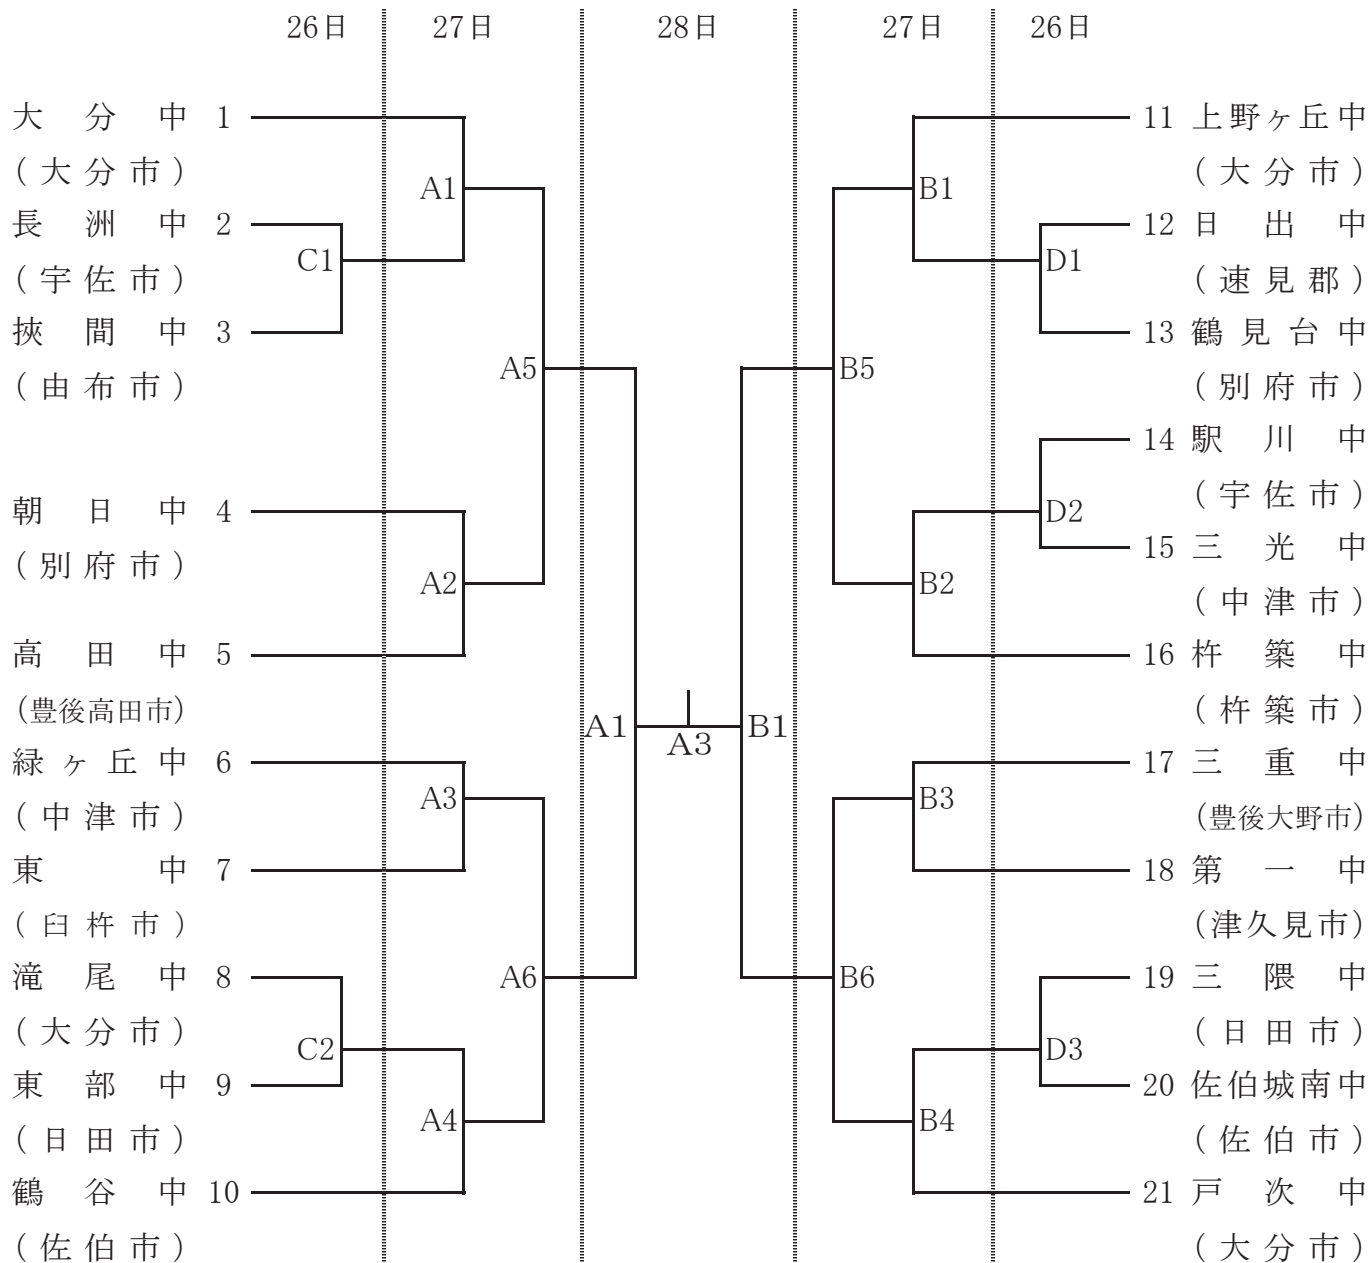 26日 27日 28日 27日 26日
大分中 1
(大分市)
長洲中 2
(宇佐市)
挾間中 3
(由布市)
朝日中 4
(別府市)
高田中 5
(豊後高田市)
緑ヶ丘中 6
(中津市)
東中 7
(臼杵市)
滝尾中 8
(大分市)
東部中 9
(日田市)
鶴谷中 10
(佐伯市)
C1
C2
A1
A2
A3
A4
A5
A6
A1
A3
B1
B5
B6
B1
B2
B3
B4
D1
D2
D3
11 上野ヶ丘中
(大分市)
12 日出中
(速見郡)
13 鶴見台中
(別府市)
14 駅川中
(宇佐市)
15 三光中
(中津市)
16 杵築中
(杵築市)
17 三重中
(豊後大野市)
18 第一中
(津久見市)
19 三隈中
(日田市)
20 佐伯城南中
(佐伯市)
21 戸次中
(大分市)